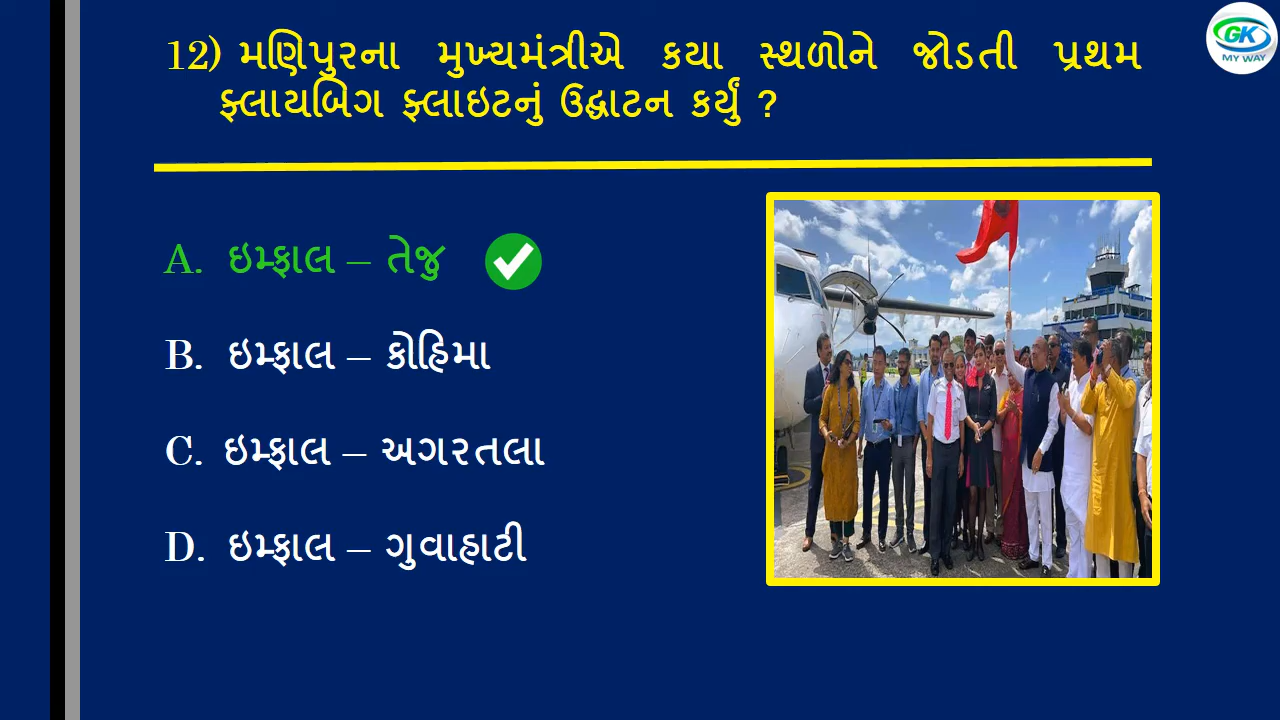 GK
MY WAY
12) મણિપુરના મુખ્યમંત્રીએ કયા સ્થળોને જોડતી પ્રથમ
ફ્લાયબિગ ફ્લાઇટનું ઉદ્ઘાટન કર્યું ?
A. ઇમ્ફાલ – તેજુ
B. ઇમ્ફાલ – કોહિમા
C. ઇમ્ફાલ – અગરતલા
D. ઇમ્ફાલ – ગુવાહાટી